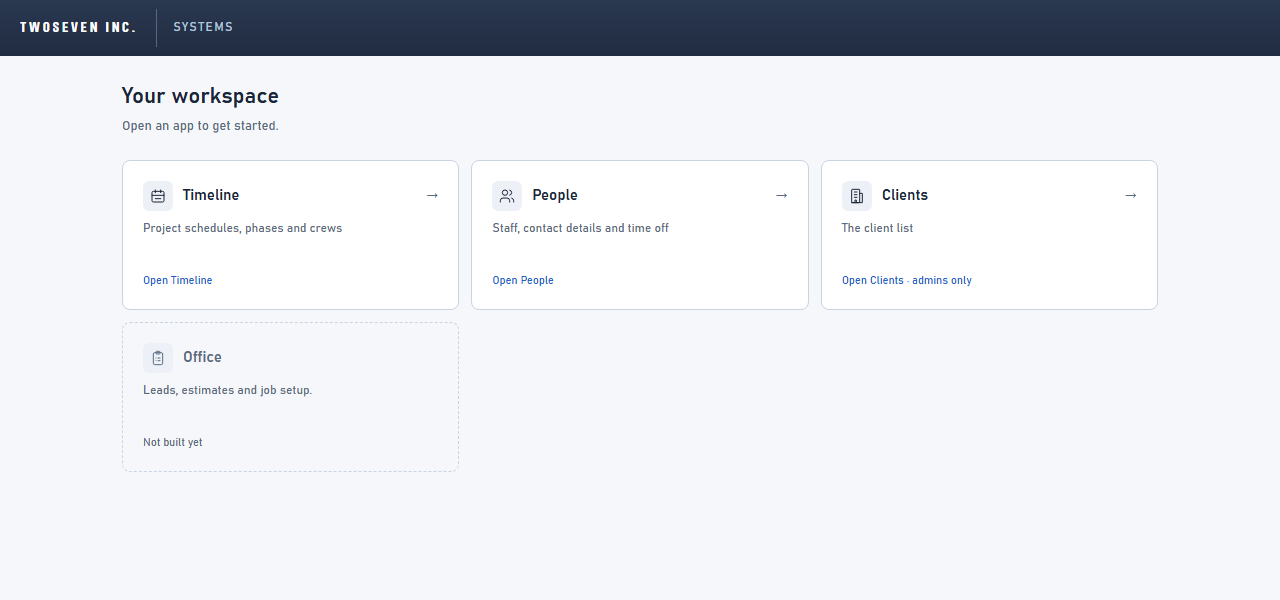 TWOSEVEN INC.
SYSTEMS
Your workspace
Open an app to get started.
Timeline →
Project schedules, phases and crews
Open Timeline
People →
Staff, contact details and time off
Open People
Clients →
The client list
Open Clients · admins only
Office
Leads, estimates and job setup.
Not built yet